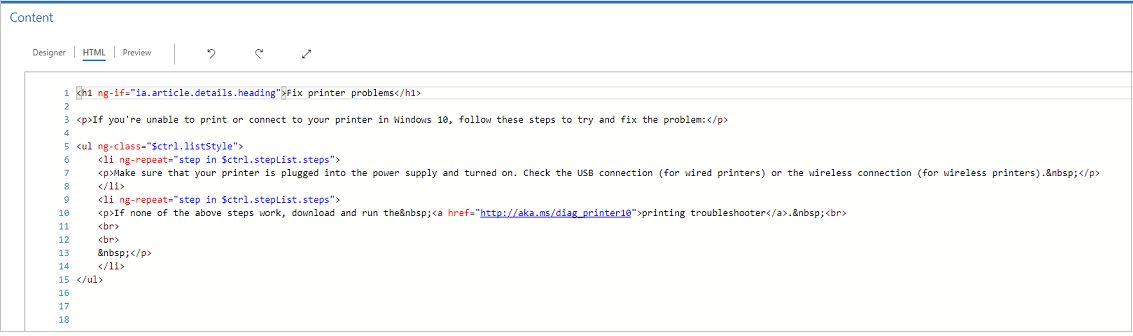 Content
Designer HTML Preview
1 <h1 ng-if="ia.article.details.heading">Fix printer problems</h1>
2
3 <p>If you're unable to print or connect to your printer in Windows 10, follow these steps to try and fix the problem:</p>
4
5 <ul ng-class="$ctrl.listStyle">
6 <li ng-repeat="step in $ctrl.stepList.steps">
7 <p>Make sure that your printer is plugged into the power supply and turned on. Check the USB connection (for wired printers) or the wireless connection (for wireless printers).&nbsp;</p>
8 </li>
9 <li ng-repeat="step in $ctrl.stepList.steps">
10 <p>If none of the above steps work, download and run the&nbsp;<a href="http://aka.ms/diag_printer10">printing troubleshooter</a>.&nbsp;<br>
11 <br>
12 <br>
13 &nbsp;</p>
14 </li>
15 </ul>
16
17
18